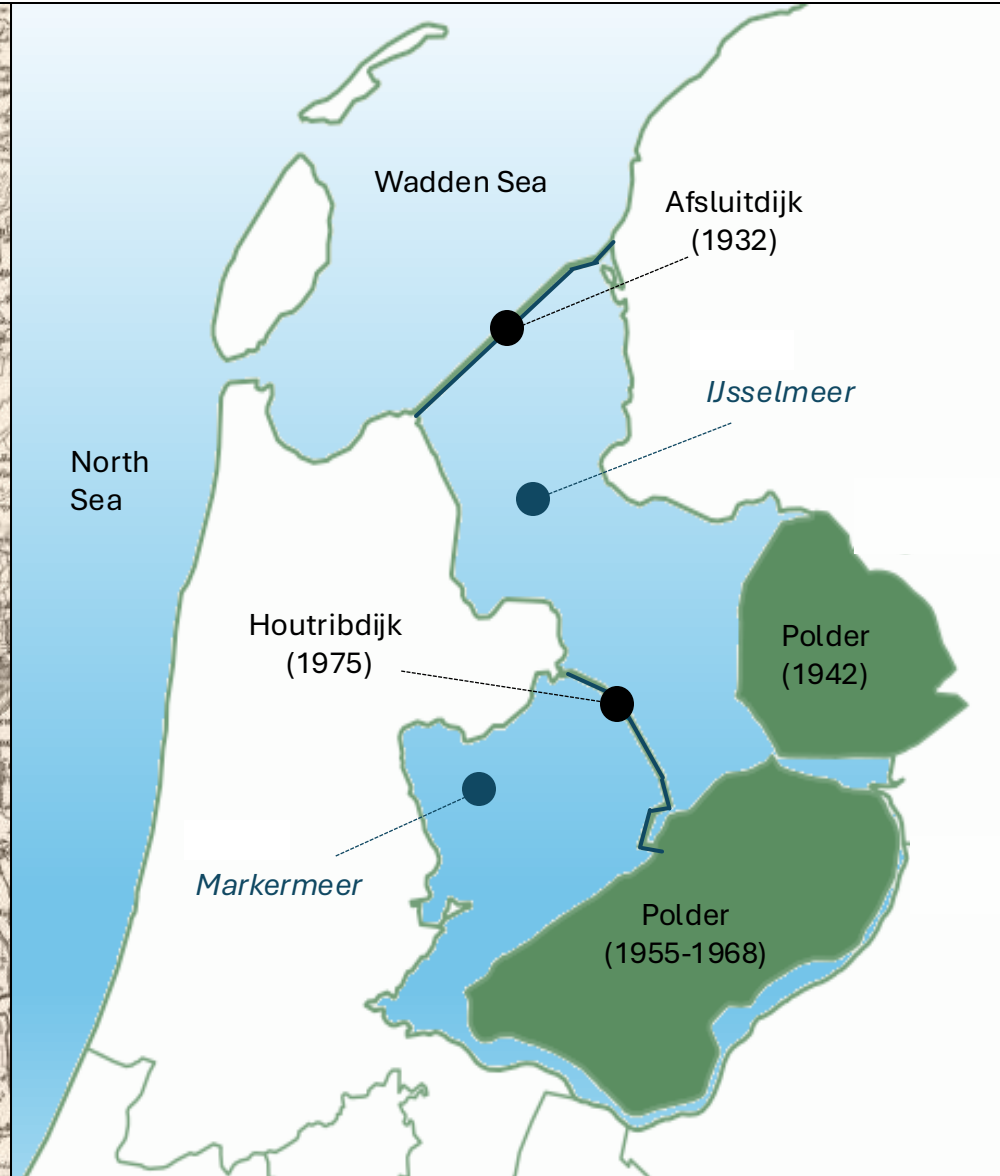 Wadden Sea
Afsluitdijk
(1932)
IJsselmeer
North
Sea
Houtribdijk
(1975)
Polder
(1942)
Markermeer
Polder
(1955-1968)